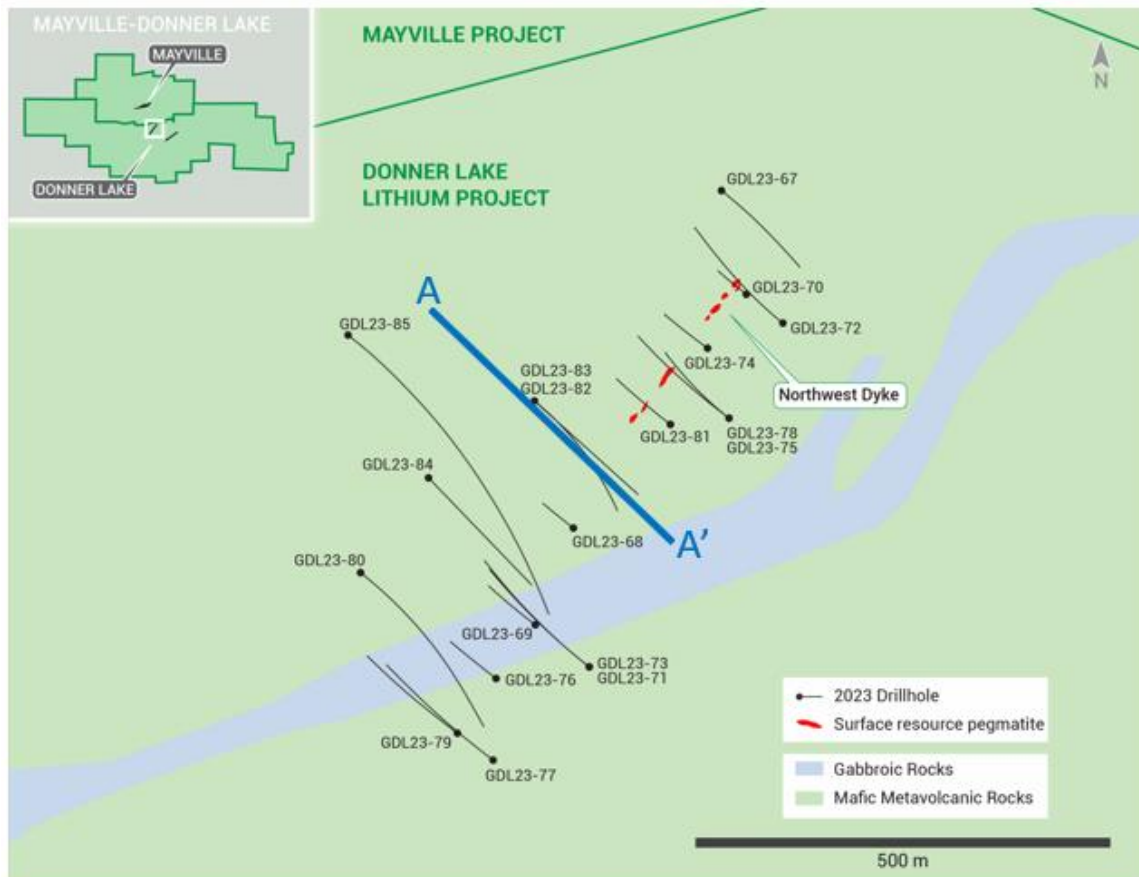 MAYVILLE-DONNER LAKE
MAYVILLE
DONNER LAKE
MAYVILLE PROJECT
DONNER LAKE
LITHIUM PROJECT
N
GDL23-67
A
GDL23-70
GDL23-85
GDL23-72
GDL23-74
GDL23-83
GDL23-82
Northwest Dyke
GDL23-81
GDL23-78
GDL23-75
GDL23-84
GDL23-68
A'
GDL23-80
GDL23-69
GDL23-73
GDL23-71
GDL23-76
GDL23-79
GDL23-77
2023 Drillhole
Surface resource pegmatite
Gabbroic Rocks
Mafic Metavolcanic Rocks
500 m